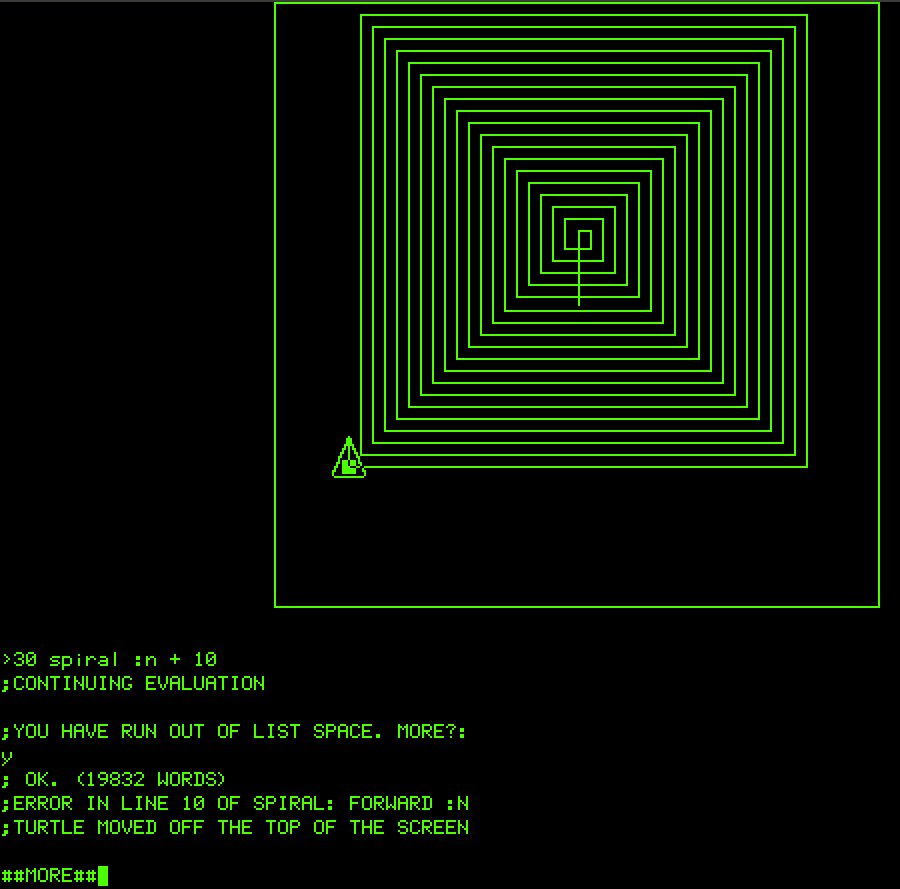 >30 spiral :n + 10
;CONTINUING EVALUATION
;YOU HAVE RUN OUT OF LIST SPACE. MORE?:
y
; OK. (19832 WORDS)
;ERROR IN LINE 10 OF SPIRAL: FORWARD :N
;TURTLE MOVED OFF THE TOP OF THE SCREEN
##MORE##